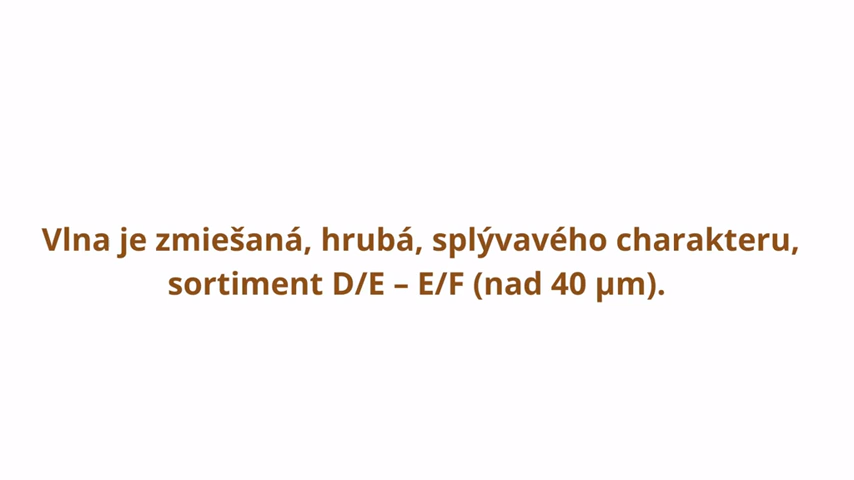 Vlna je zmiešaná, hrubá, splývavého charakteru,
sortiment D/E – E/F (nad 40 µm).